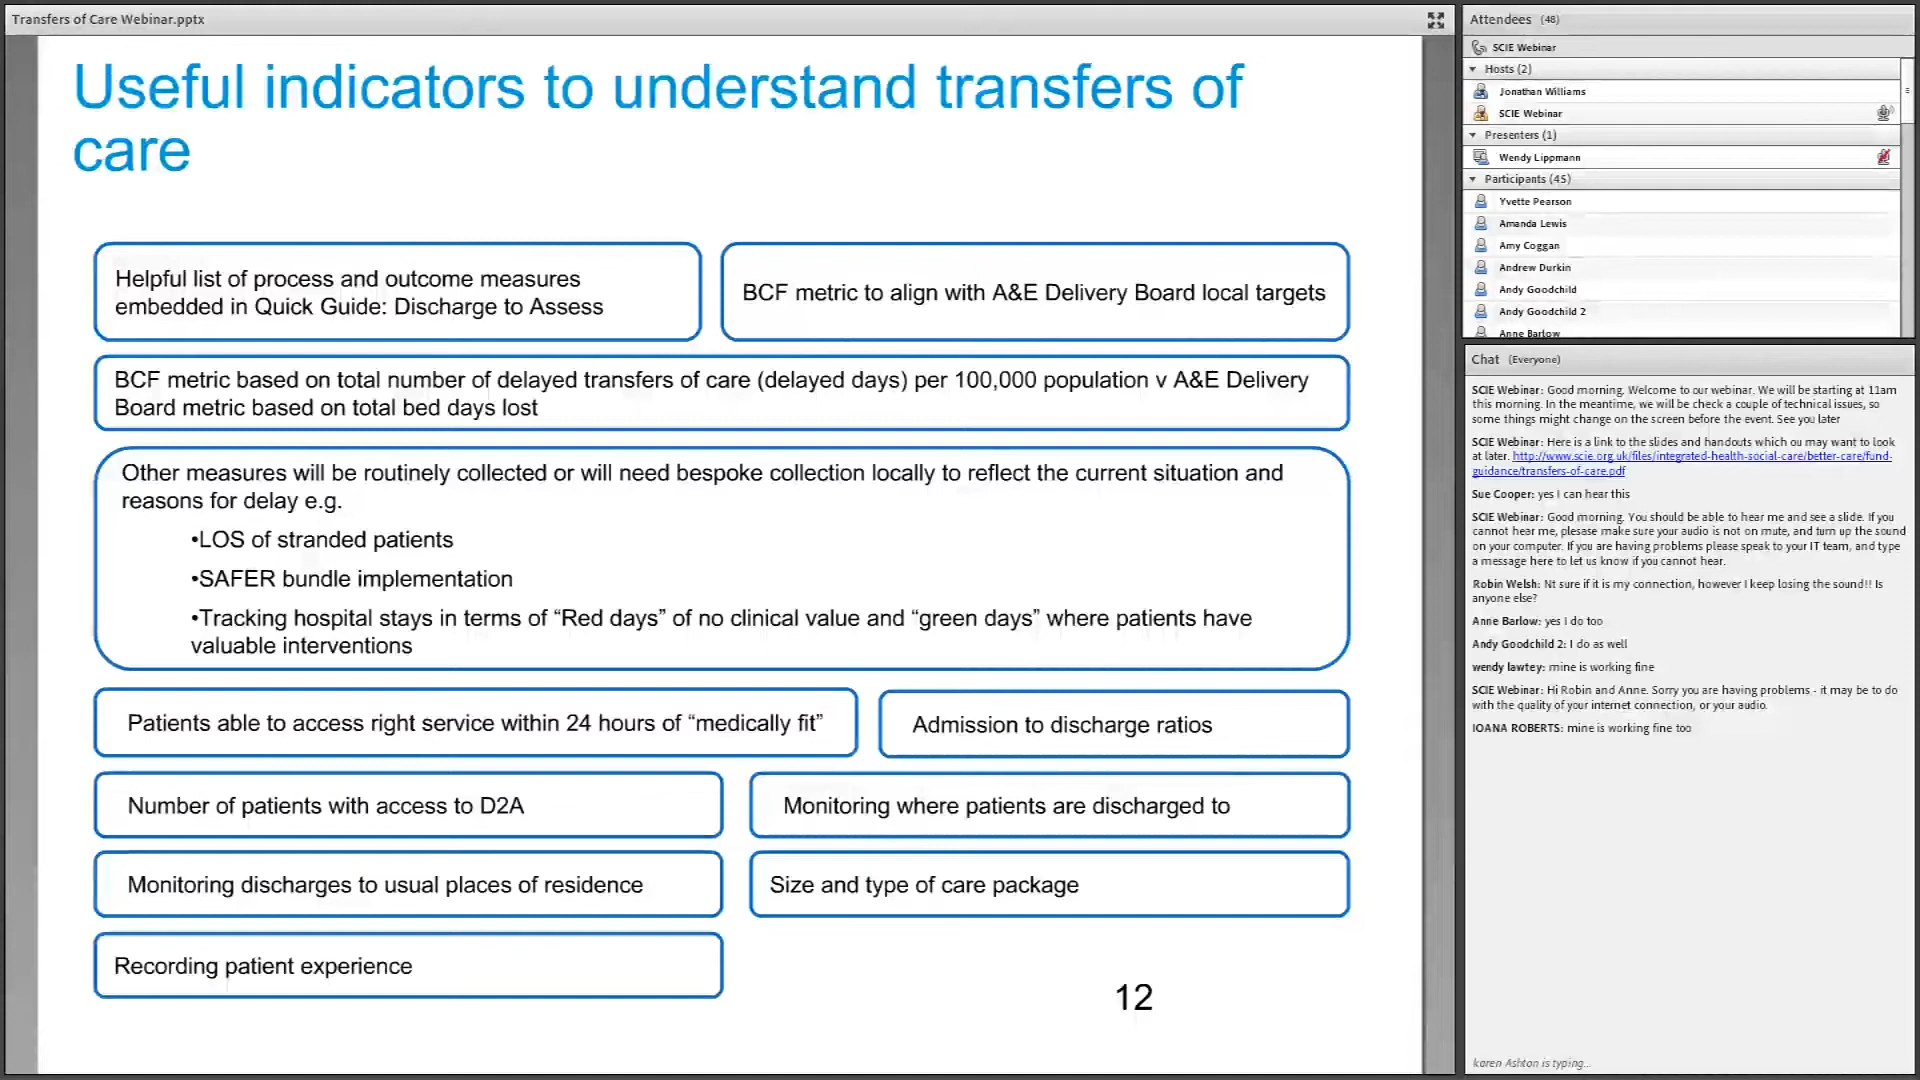 Transfers of Care Webinar.pptx
Useful indicators to understand transfers of
care
Helpful list of process and outcome measures
embedded in Quick Guide: Discharge to Assess
BCF metric to align with A&E Delivery Board local targets
BCF metric based on total number of delayed transfers of care (delayed days) per 100,000 population v A&E Delivery
Board metric based on total bed days lost
Other measures will be routinely collected or will need bespoke collection locally to reflect the current situation and
reasons for delay e.g.
•LOS of stranded patients
•SAFER bundle implementation
•Tracking hospital stays in terms of “Red days” of no clinical value and “green days” where patients have
valuable interventions
Patients able to access right service within 24 hours of “medically fit”
Admission to discharge ratios
Number of patients with access to D2A
Monitoring where patients are discharged to
Monitoring discharges to usual places of residence
Size and type of care package
Recording patient experience
12
Attendees (48)
SCIE Webinar
Hosts (2)
Jonathan Williams
SCIE Webinar
Presenters (1)
Wendy Lippmann
Participants (45)
Yvette Pearson
Amanda Lewis
Amy Coggan
Andrew Durkin
Andy Goodchild
Andy Goodchild 2
Anne Barlow
Chat (Everyone)
SCIE Webinar: Good morning. Welcome to our webinar. We will be starting at 11am
this morning. In the meantime, we will be check a couple of technical issues, so
some things might change on the screen before the event. See you later
SCIE Webinar: Here is a link to the slides and handouts which ou may want to look
at later. http://www.scie.org.uk/files/integrated-health-social-care/better-care/fund-
guidance/transfers-of-care.pdf
Sue Cooper: yes I can hear this
SCIE Webinar: Good morning. You should be able to hear me and see a slide. If you
cannot hear me, plesase make sure your audio is not on mute, and turn up the sound
on your computer. If you are having problems please speak to your IT team, and type
a message here to let us know if you cannot hear.
Robin Welsh: Nt sure if it is my connection, however I keep losing the sound!! Is
anyone else?
Anne Barlow: yes I do too
Andy Goodchild 2: I do as well
wendy lawtey: mine is working fine
SCIE Webinar: Hi Robin and Anne. Sorry you are having problems - it may be to do
with the quality of your internet connection, or your audio.
IOANA ROBERTS: mine is working fine too
karen Ashton is typing...